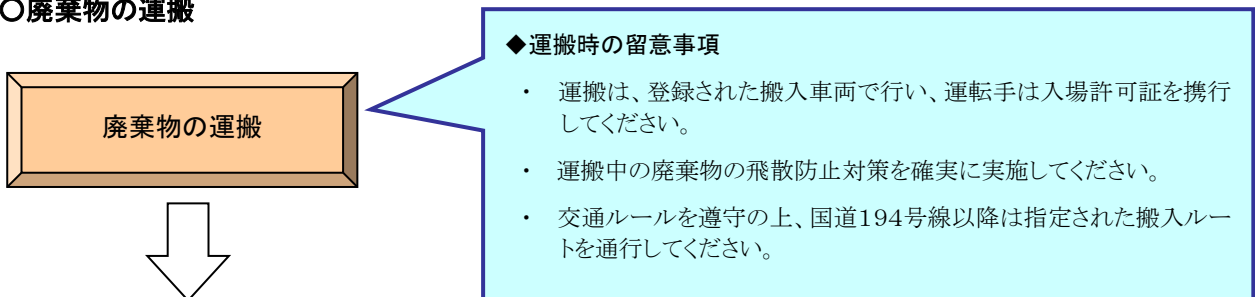 〇廃棄物の運搬
◆運搬時の留意事項
・ 運搬は、登録された搬入車両で行い、運転手は入場許可証を携行
してください。
廃棄物の運搬
・ 運搬中の廃棄物の飛散防止対策を確実に実施してください。
・ 交通ルールを遵守の上、国道194号線以降は指定された搬入ルー
トを通行してください。